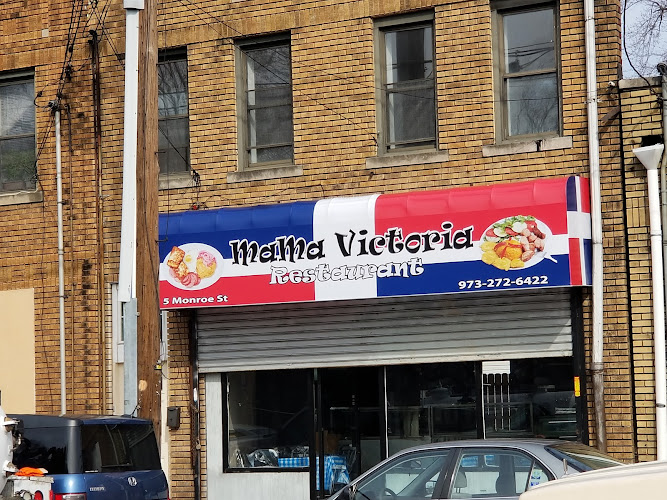 MaMa Victoria
Restaurant
5 Monroe St
973-272-6422